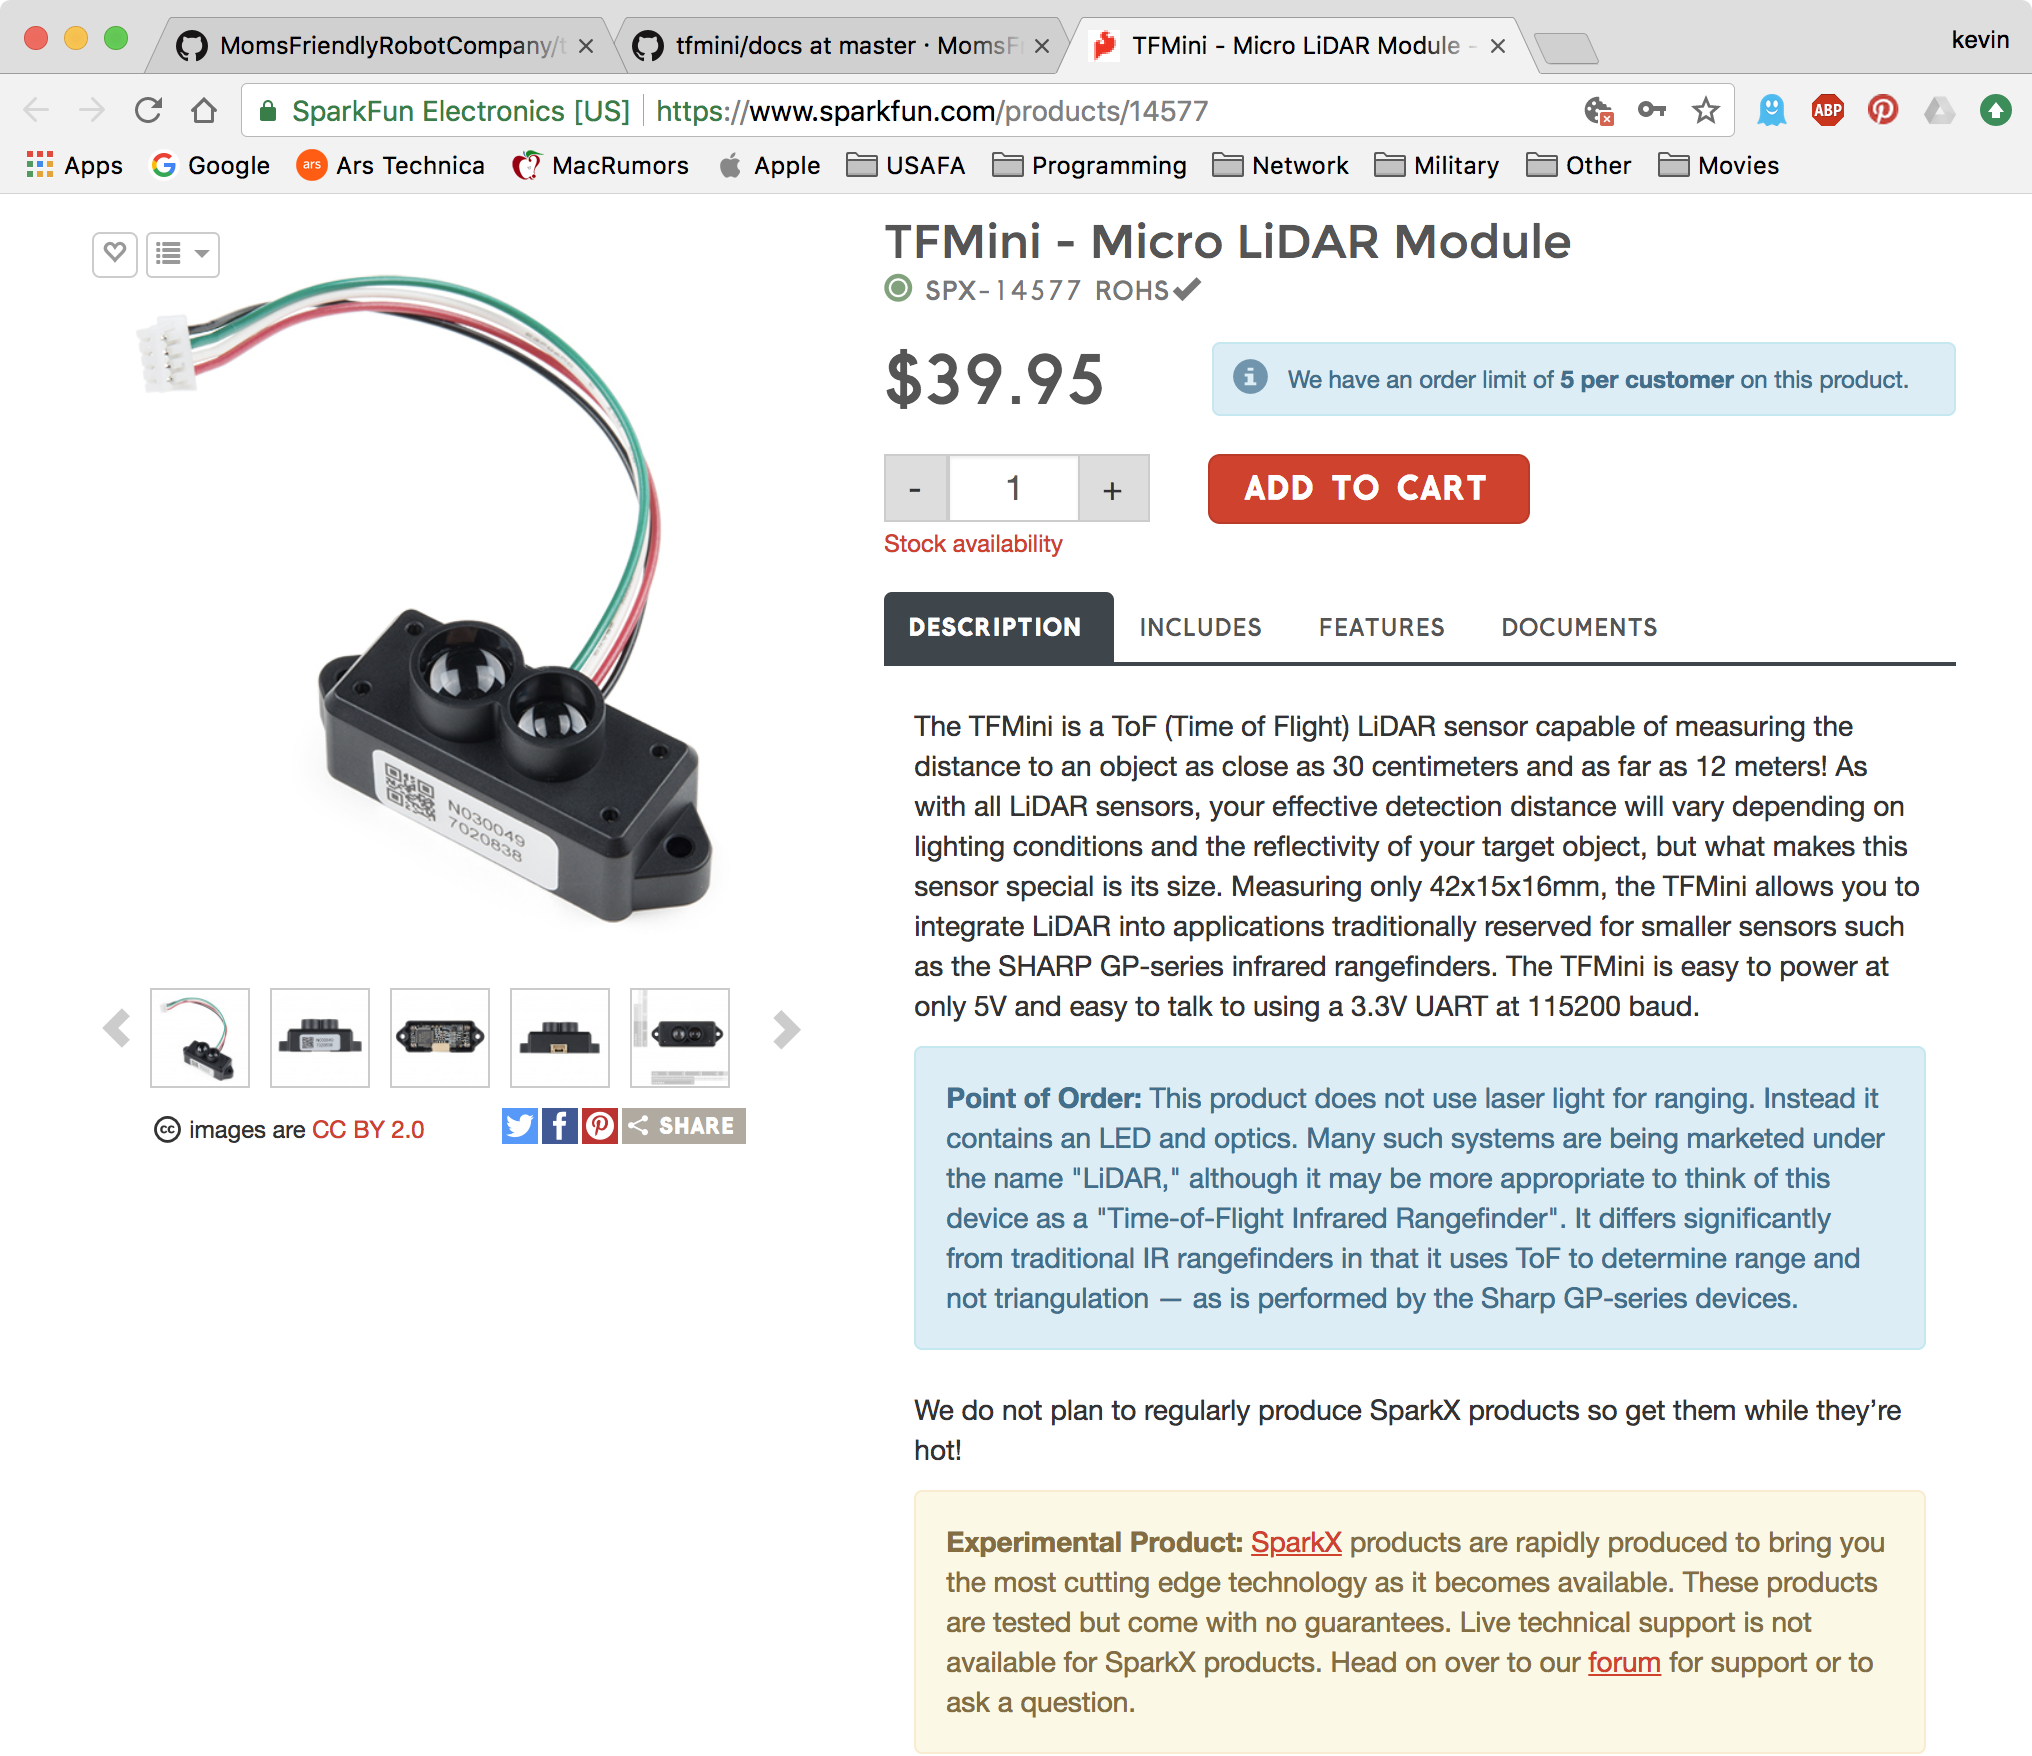 MomsFriendlyRobotCompany/t
tfmini/docs at master · MomsFr
TFMini - Micro LiDAR Module -
kevin
SparkFun Electronics [US]
https://www.sparkfun.com/products/14577
ABP
Apps
Google
ars
Ars Technica
MacRumors
Apple
USAFA
Programming
Network
Military
Other
Movies
TFMini - Micro LiDAR Module
SPX-14577 ROHS✔
$39.95
We have an order limit of 5 per customer on this product.
- 1 +
ADD TO CART
Stock availability
N030049
7020838
DESCRIPTION
INCLUDES
FEATURES
DOCUMENTS
The TFMini is a ToF (Time of Flight) LiDAR sensor capable of measuring the
distance to an object as close as 30 centimeters and as far as 12 meters! As
with all LiDAR sensors, your effective detection distance will vary depending on
lighting conditions and the reflectivity of your target object, but what makes this
sensor special is its size. Measuring only 42x15x16mm, the TFMini allows you to
integrate LiDAR into applications traditionally reserved for smaller sensors such
as the SHARP GP-series infrared rangefinders. The TFMini is easy to power at
only 5V and easy to talk to using a 3.3V UART at 115200 baud.
cc images are CC BY 2.0
SHARE
Point of Order: This product does not use laser light for ranging. Instead it
contains an LED and optics. Many such systems are being marketed under
the name "LiDAR," although it may be more appropriate to think of this
device as a "Time-of-Flight Infrared Rangefinder". It differs significantly
from traditional IR rangefinders in that it uses ToF to determine range and
not triangulation — as is performed by the Sharp GP-series devices.
We do not plan to regularly produce SparkX products so get them while they’re
hot!
Experimental Product: SparkX products are rapidly produced to bring you
the most cutting edge technology as it becomes available. These products
are tested but come with no guarantees. Live technical support is not
available for SparkX products. Head on over to our forum for support or to
ask a question.